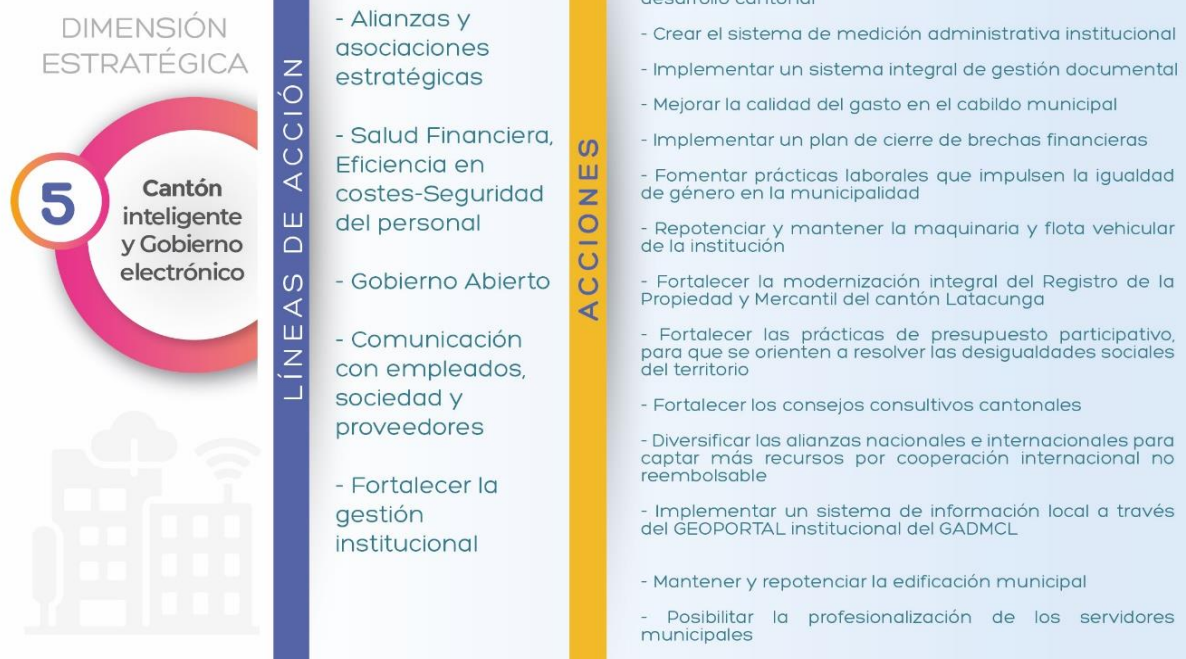 DIMENSIÓN
ESTRATÉGICA
5
Cantón
inteligente
y Gobierno
electrónico
LÍNEAS DE ACCIÓN
- Alianzas y
asociaciones
estratégicas
- Salud Financiera,
Eficiencia en
costes-Seguridad
del personal
- Gobierno Abierto
- Comunicación
con empleados,
sociedad y
proveedores
- Fortalecer la
gestión
institucional
ACCIONES
desarrollo cantonal
- Crear el sistema de medición administrativa institucional
- Implementar un sistema integral de gestión documental
- Mejorar la calidad del gasto en el cabildo municipal
- Implementar un plan de cierre de brechas financieras
- Fomentar prácticas laborales que impulsen la igualdad
de género en la municipalidad
- Repotenciar y mantener la maquinaria y flota vehicular
de la institución
- Fortalecer la modernización integral del Registro de la
Propiedad y Mercantil del cantón Latacunga
- Fortalecer las prácticas de presupuesto participativo,
para que se orienten a resolver las desigualdades sociales
del territorio
- Fortalecer los consejos consultivos cantonales
- Diversificar las alianzas nacionales e internacionales para
captar más recursos por cooperación internacional no
reembolsable
- Implementar un sistema de información local a través
del GEOPORTAL institucional del GADMCL
- Mantener y repotenciar la edificación municipal
- Posibilitar la profesionalización de los servidores
municipales